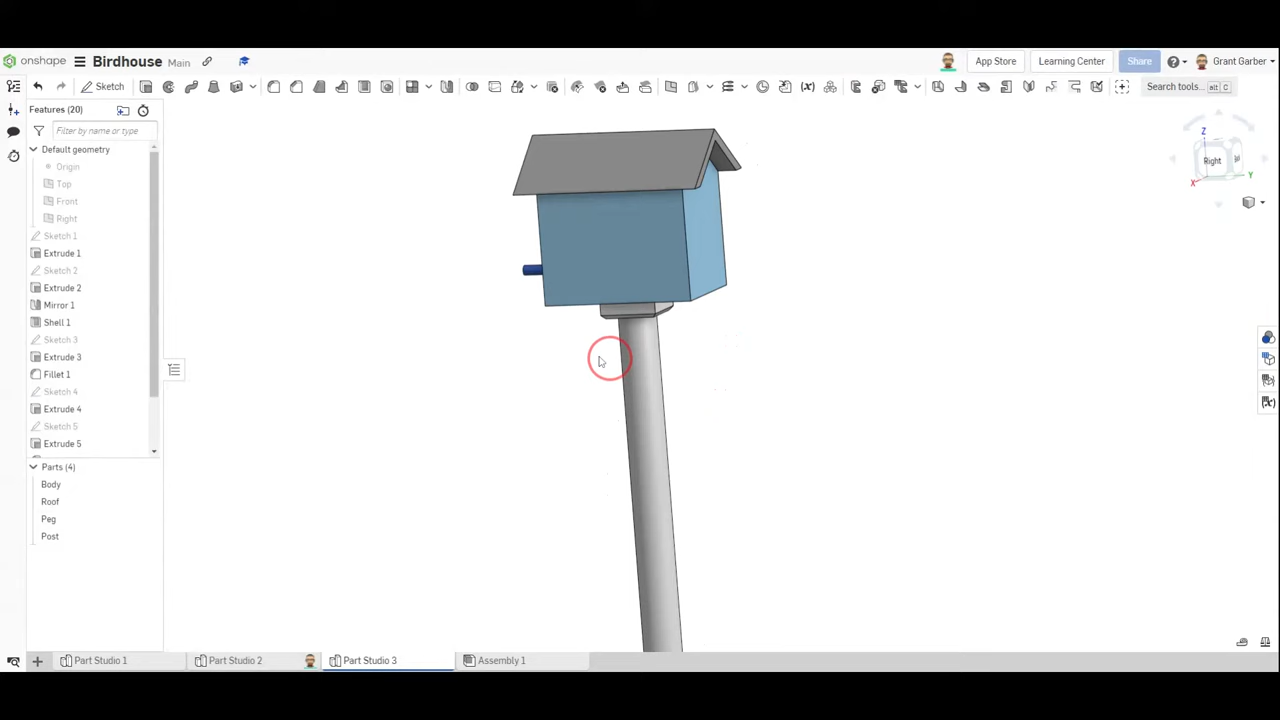 onshape Birdhouse Main App Store Learning Center Share Grant Garber
Sketch Search tools... alt C
Features (20)
Filter by name or type
Default geometry
Origin
Top
Front
Right
Sketch 1
Extrude 1
Sketch 2
Extrude 2
Mirror 1
Shell 1
Sketch 3
Extrude 3
Fillet 1
Sketch 4
Extrude 4
Sketch 5
Extrude 5
Parts (4)
Body
Roof
Peg
Post
Z
Right
X Y
Part Studio 1 Part Studio 2 Part Studio 3 Assembly 1